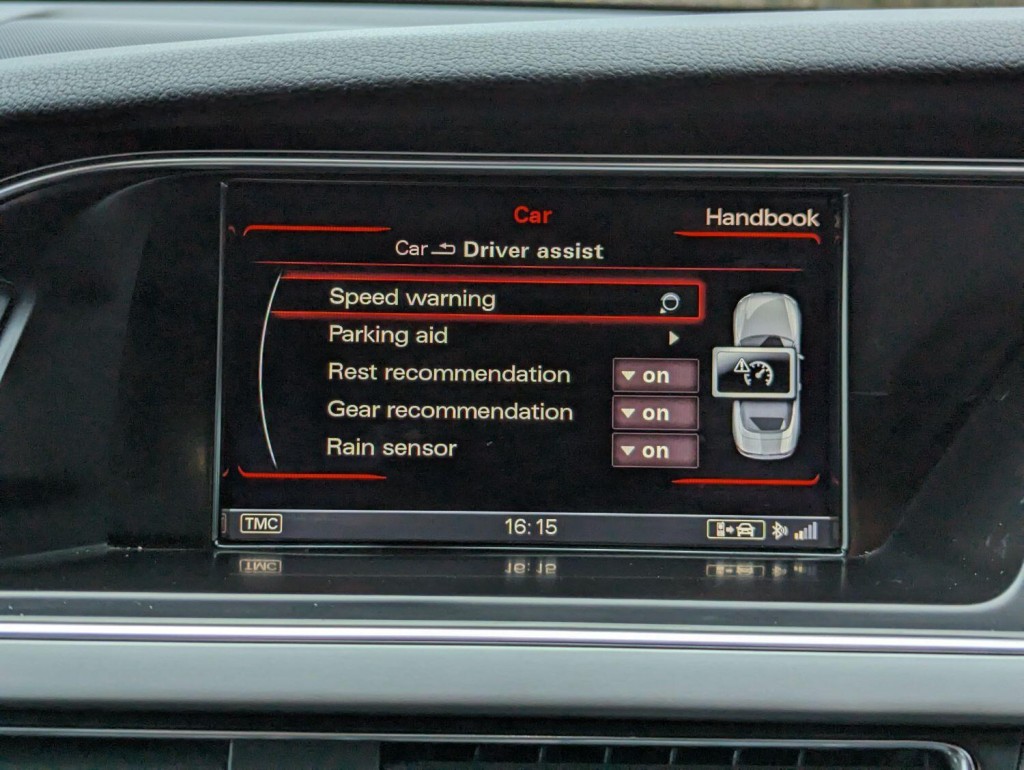 Car
Handbook
Car Driver assist
Speed warning
Parking aid
Rest recommendation on
Gear recommendation on
Rain sensor on
TMC 16:15